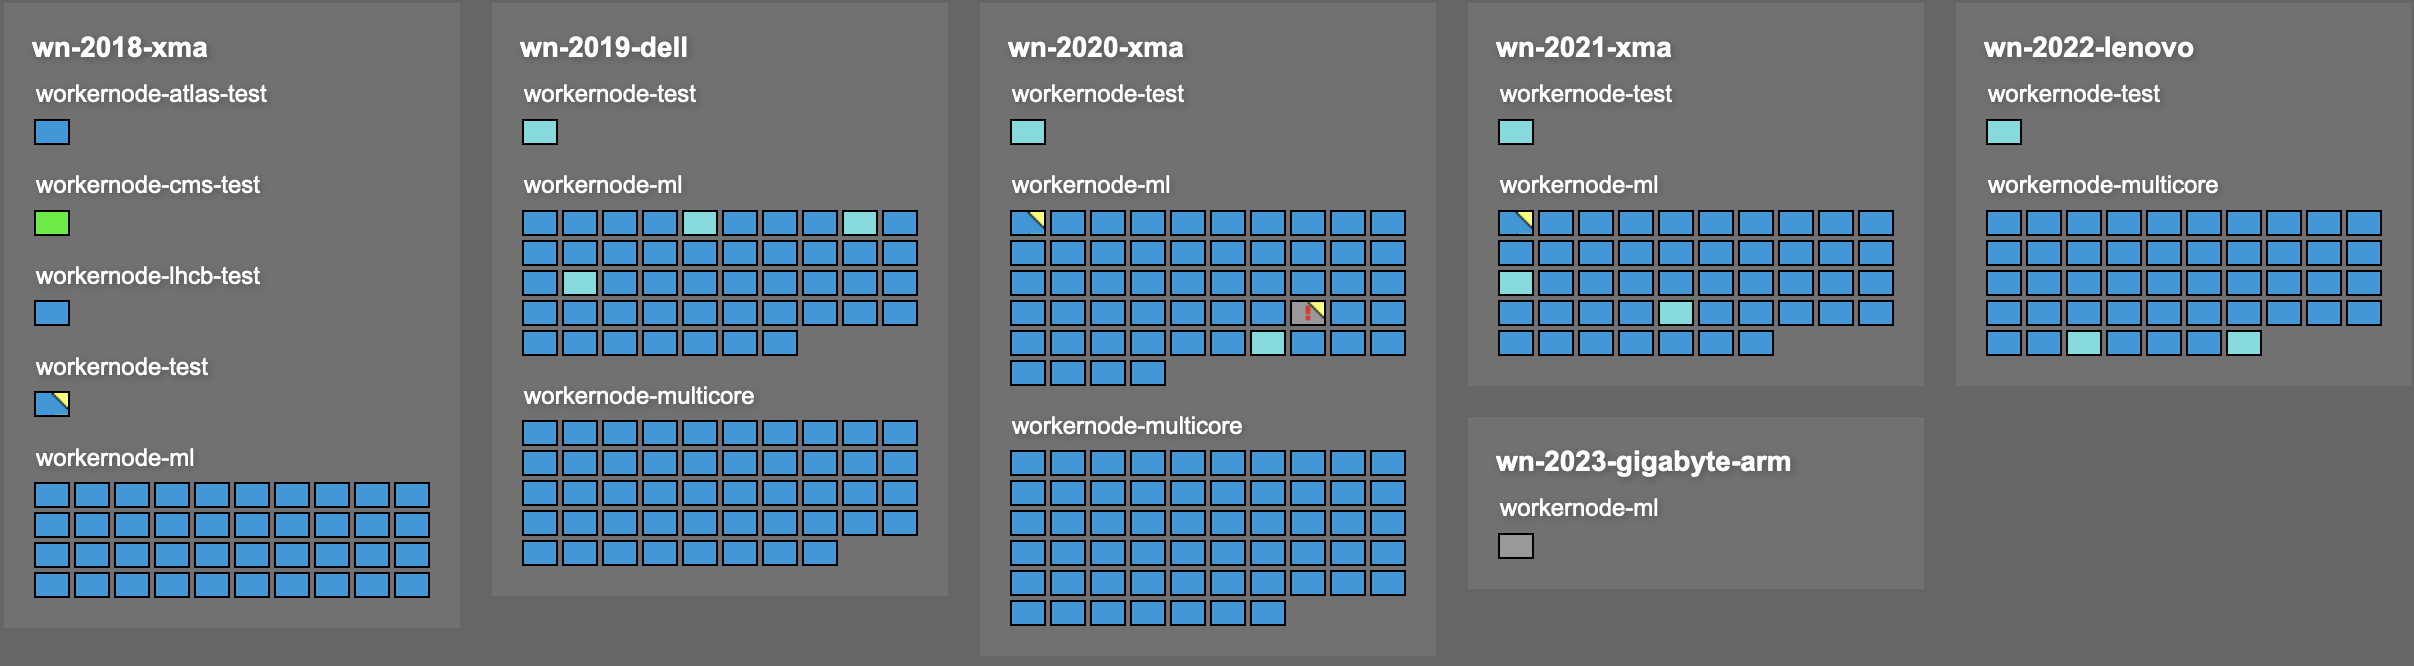 wn-2018-xma
workernode-atlas-test
workernode-cms-test
workernode-lhcb-test
workernode-test
workernode-ml
wn-2019-dell
workernode-test
workernode-ml
workernode-multicore
wn-2020-xma
workernode-test
workernode-ml
!
workernode-multicore
wn-2021-xma
workernode-test
workernode-ml
wn-2023-gigabyte-arm
workernode-ml
wn-2022-lenovo
workernode-test
workernode-multicore